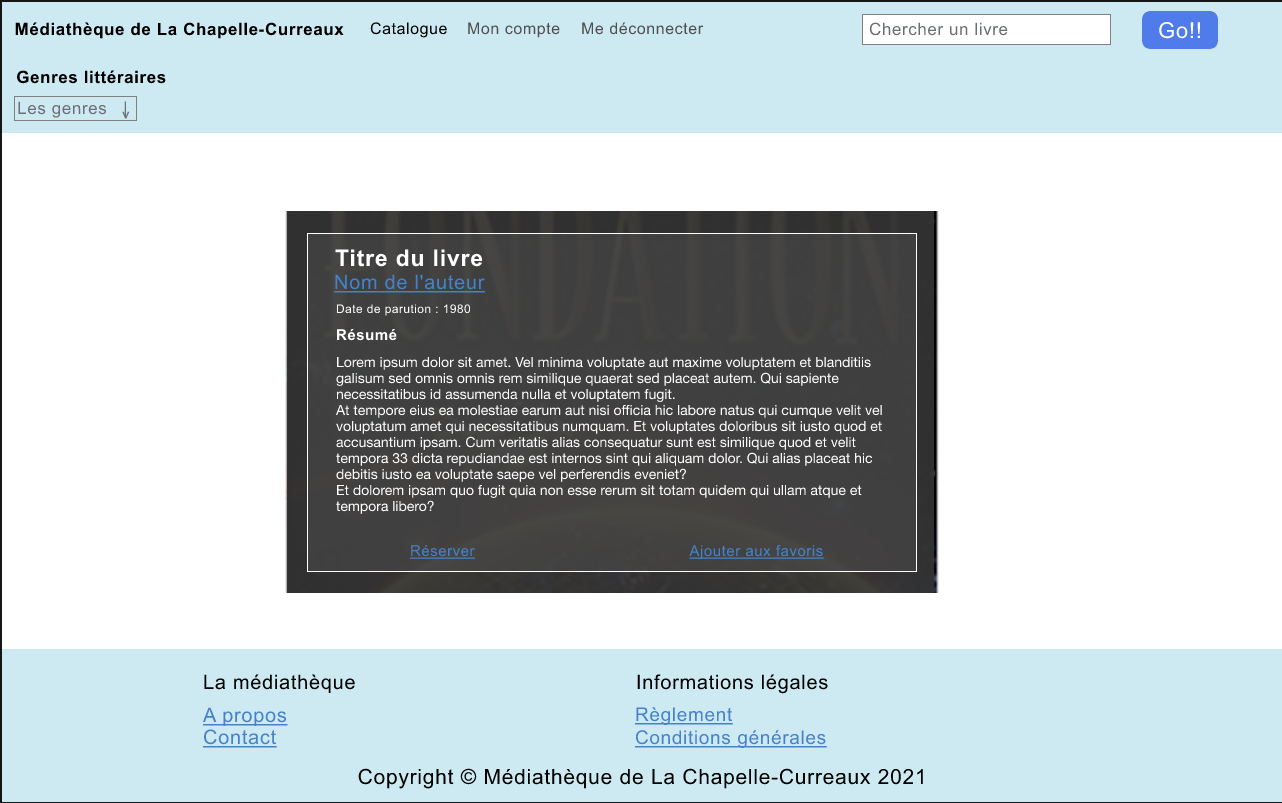 Médiathèque de La Chapelle-Curreaux Catalogue Mon compte Me déconnecter Chercher un livre Go!!
Genres littéraires
Les genres ↓
FONDATION
Titre du livre
Nom de l'auteur
Date de parution : 1980
Résumé
Lorem ipsum dolor sit amet. Vel minima voluptate aut maxime voluptatem et blanditiis
galisum sed omnis omnis rem similique quaerat sed placeat autem. Qui sapiente
necessitatibus id assumenda nulla et voluptatem fugit.
At tempore eius ea molestiae earum aut nisi officia hic labore natus qui cumque velit vel
voluptatum amet qui necessitatibus numquam. Et voluptates doloribus sit iusto quod et
accusantium ipsam. Cum veritatis alias consequatur sunt est similique quod et velit
tempora 33 dicta repudiandae est internos sint qui aliquam dolor. Qui alias placeat hic
debitis iusto ea voluptate saepe vel perferendis eveniet?
Et dolorem ipsam quo fugit quia non esse rerum sit totam quidem qui ullam atque et
tempora libero?
Réserver Ajouter aux favoris
La médiathèque Informations légales
A propos Règlement
Contact Conditions générales
Copyright © Médiathèque de La Chapelle-Curreaux 2021